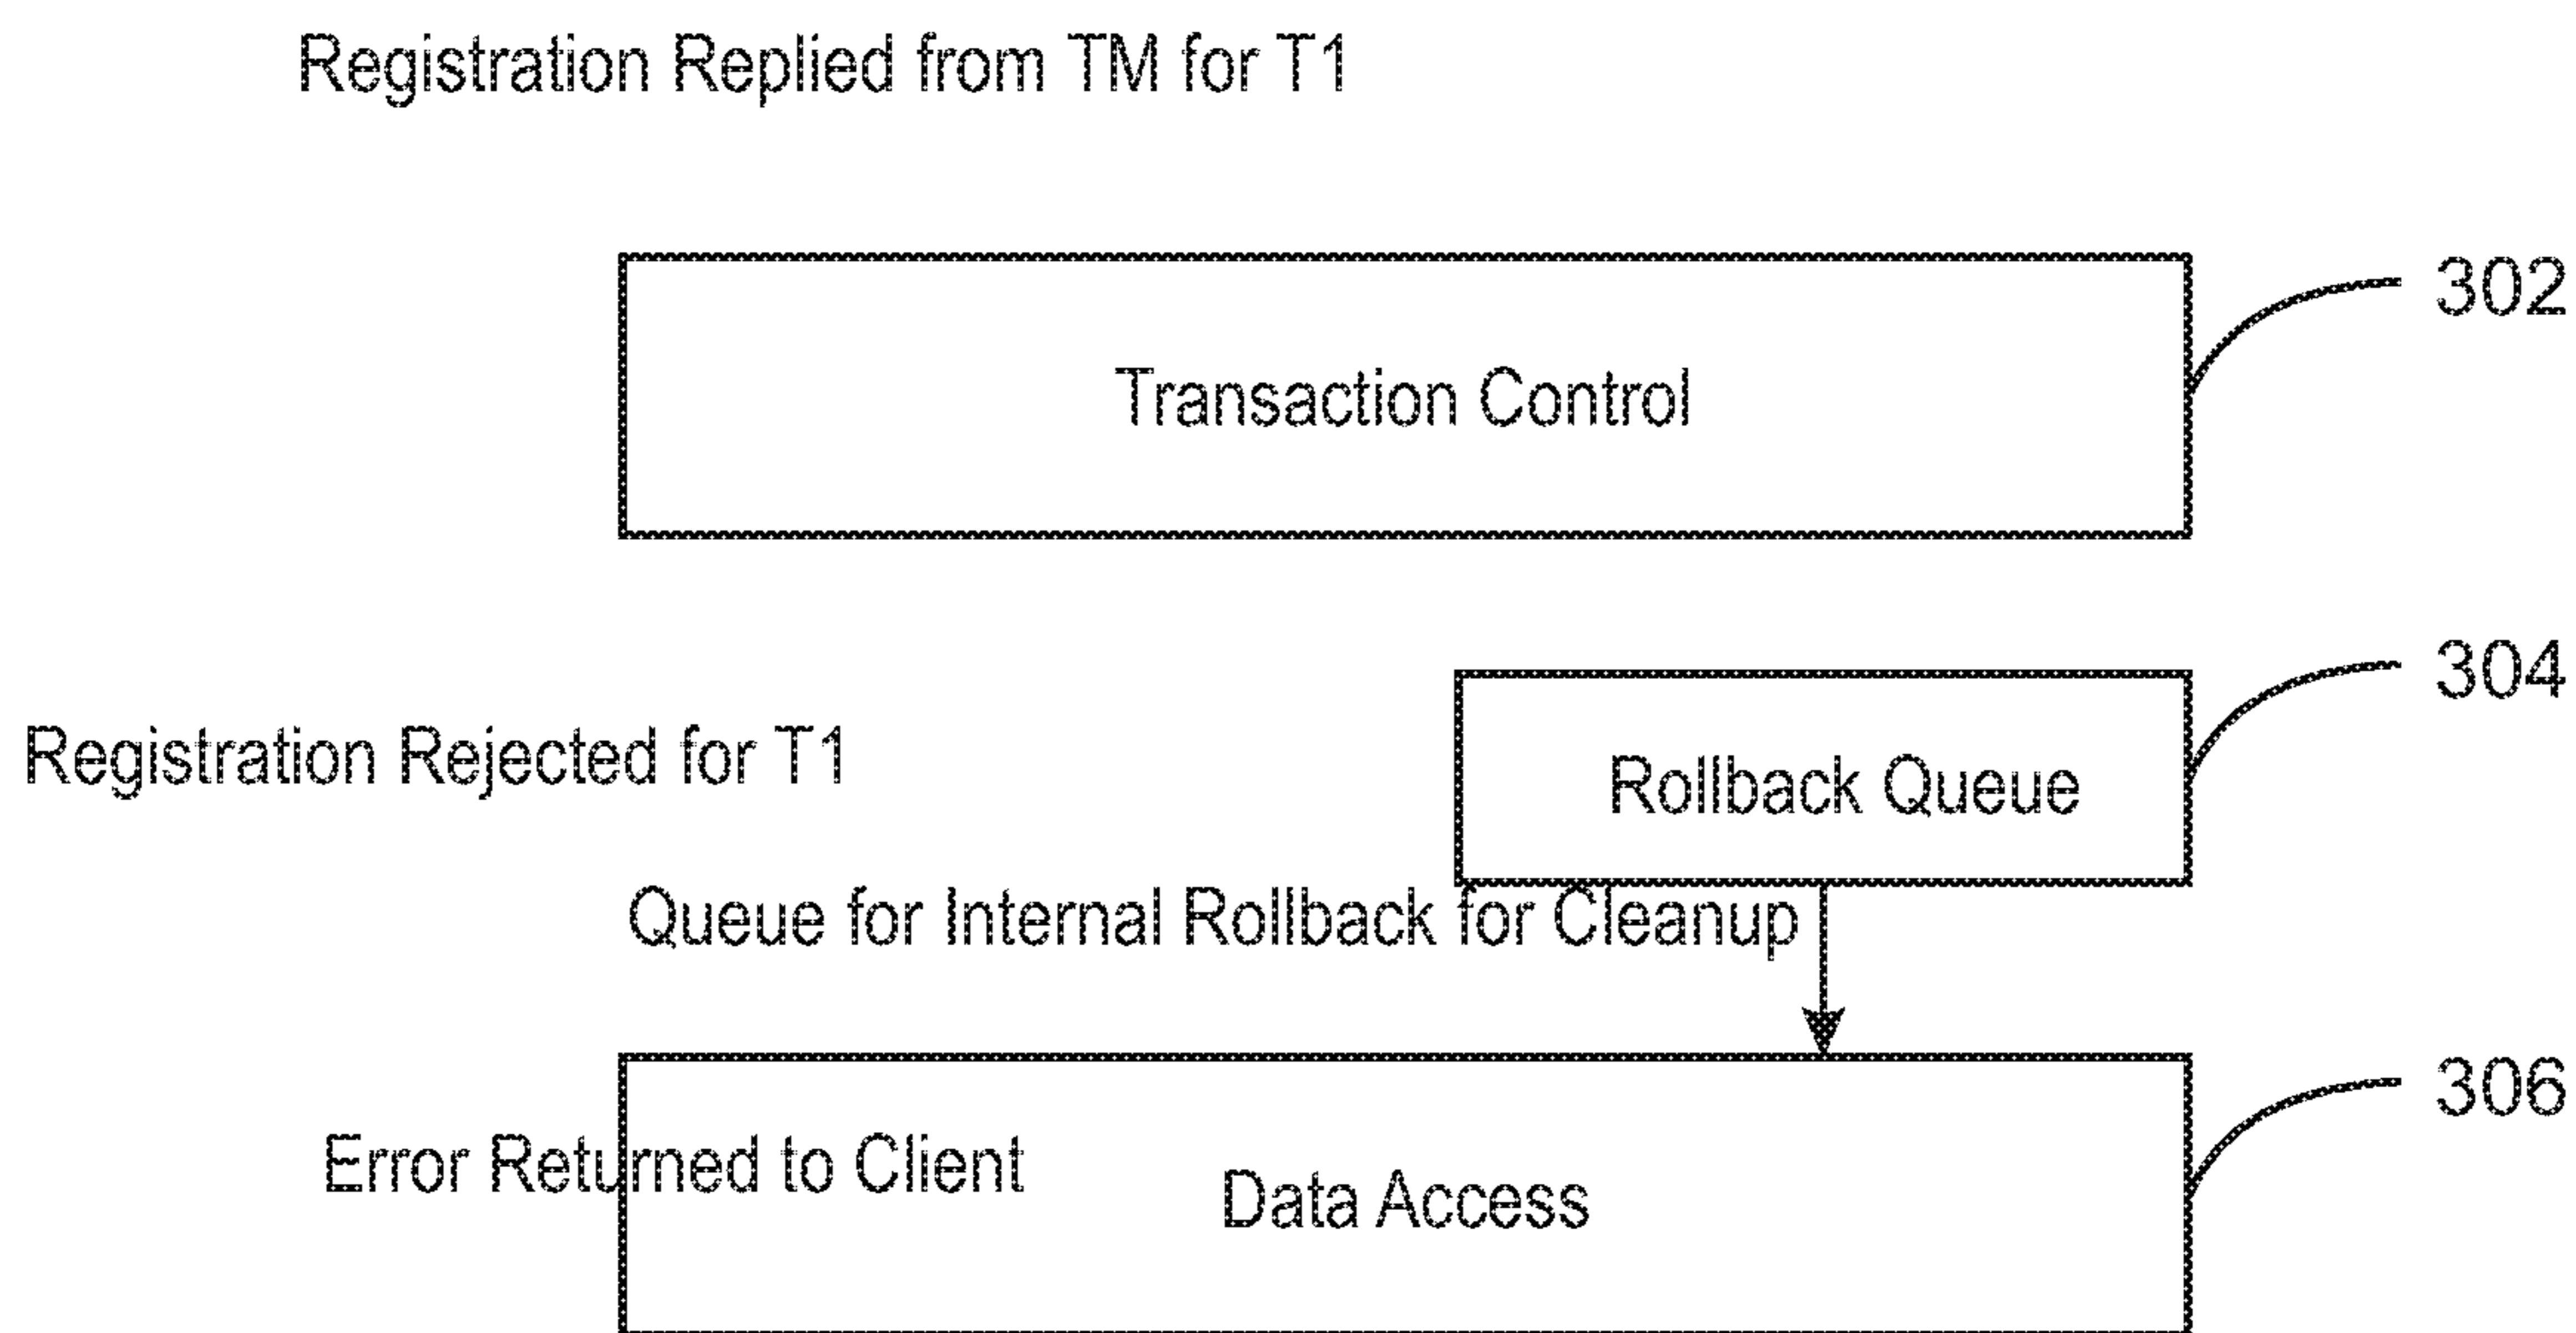 Registration Replied from TM for T1
302
Transaction Control
304
Registration Rejected for T1
Rollback Queue
Queue for Internal Rollback for Cleanup
306
Error Returned to Client
Data Access